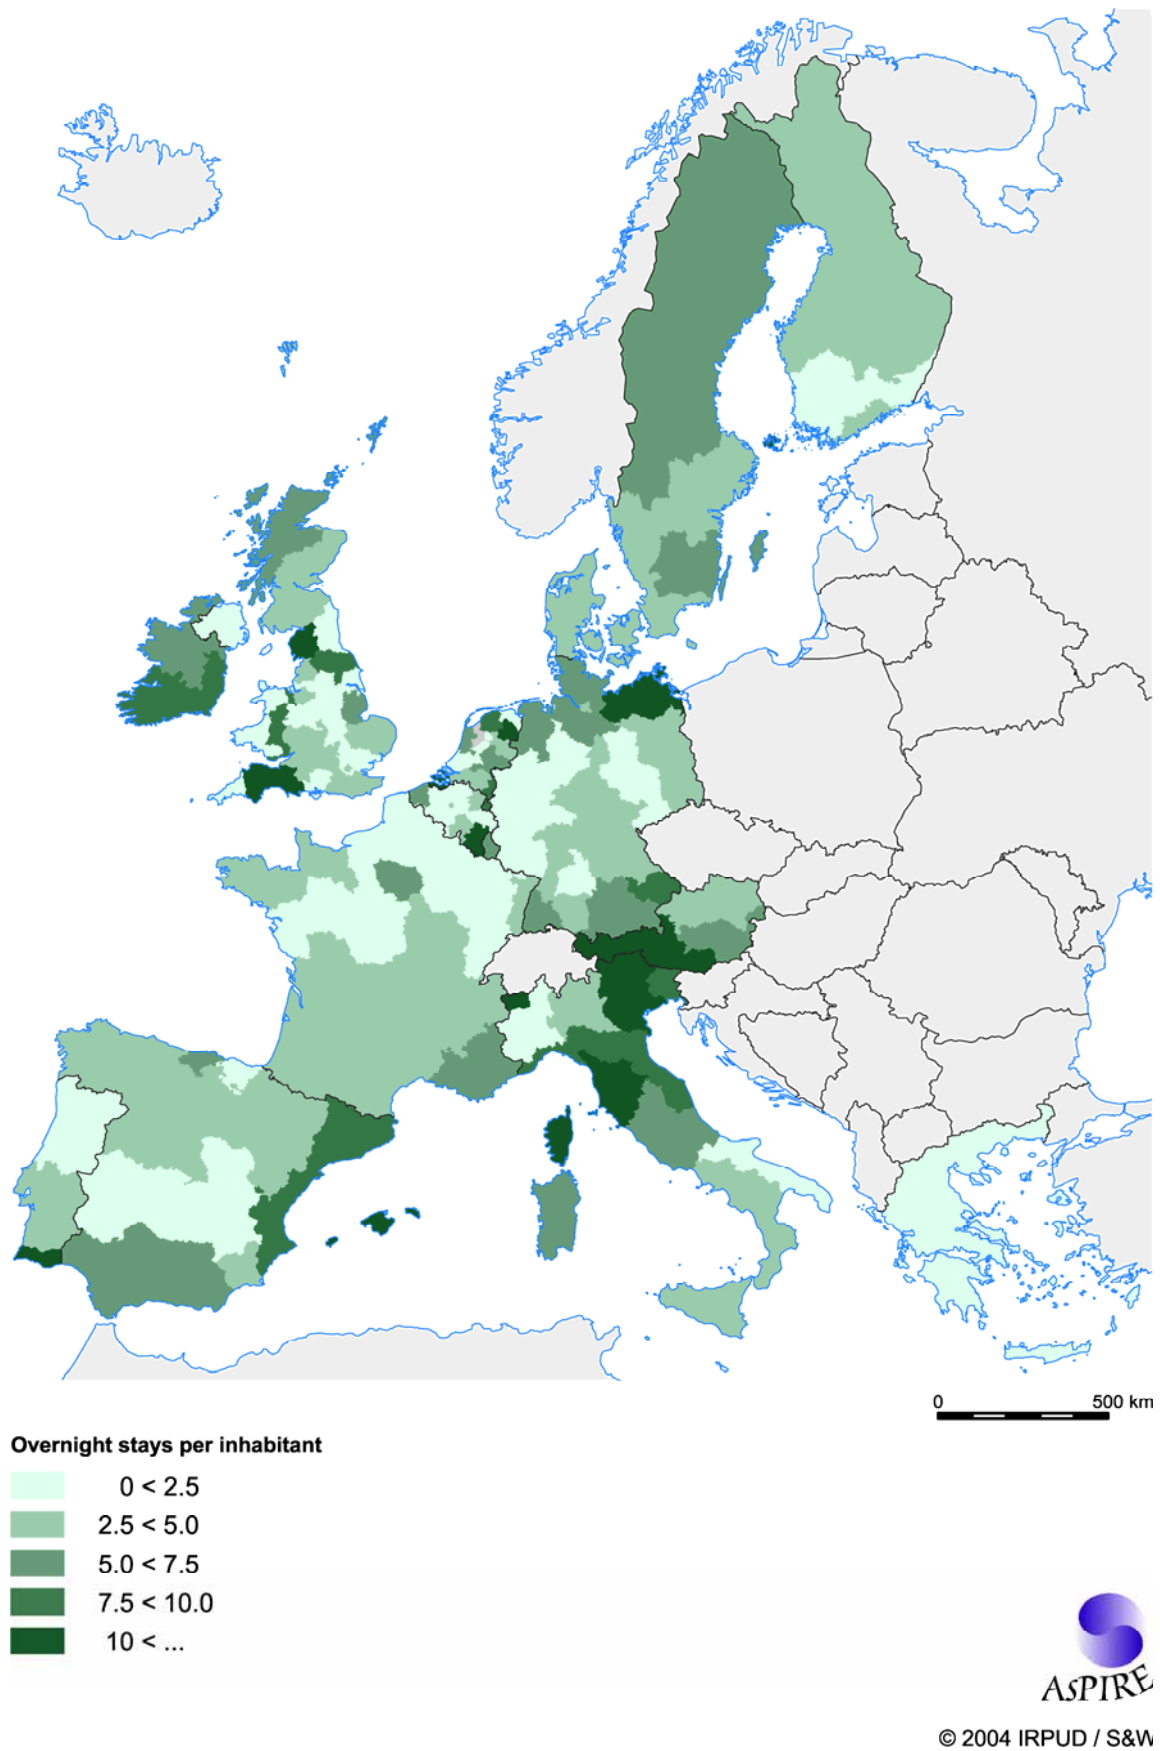 0 500 km
Overnight stays per inhabitant
0 < 2.5
2.5 < 5.0
5.0 < 7.5
7.5 < 10.0
10 < ...
AsPIRE
© 2004 IRPUD / S&W